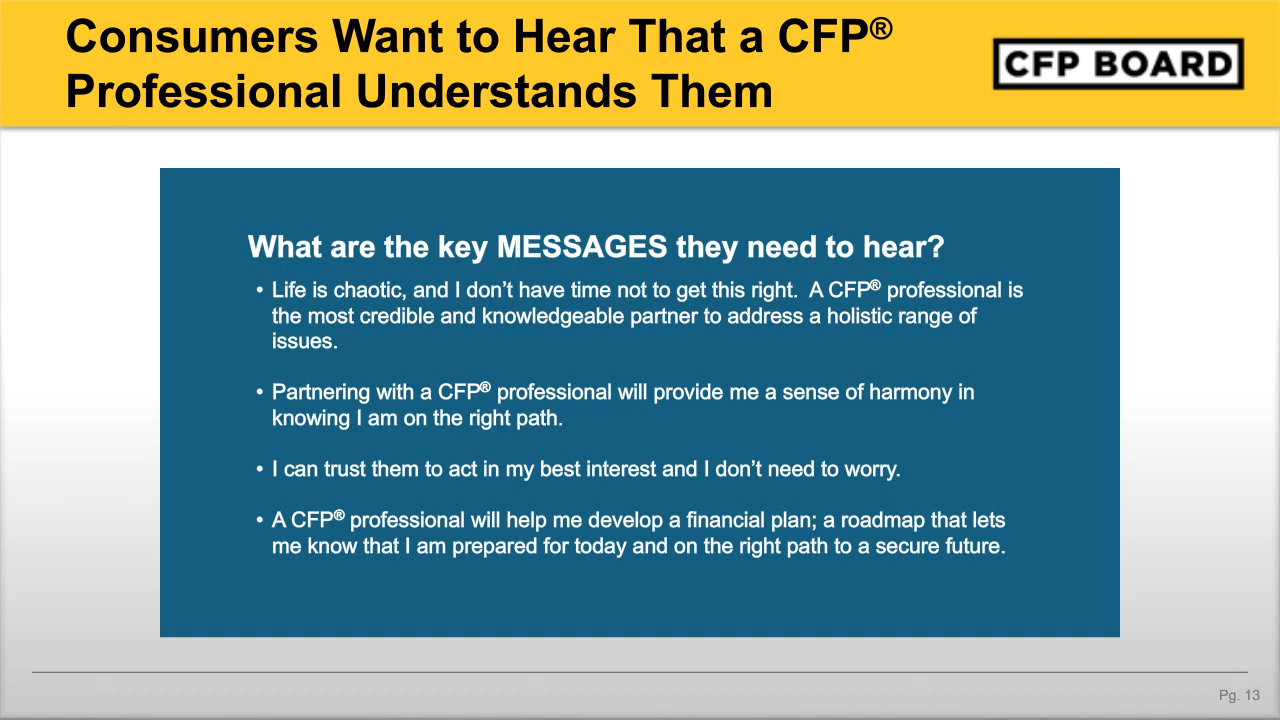 Consumers Want to Hear That a CFP®
Professional Understands Them
CFP BOARD
What are the key MESSAGES they need to hear?
• Life is chaotic, and I don’t have time not to get this right.  A CFP® professional is
the most credible and knowledgeable partner to address a holistic range of
issues.
• Partnering with a CFP® professional will provide me a sense of harmony in
knowing I am on the right path.
• I can trust them to act in my best interest and I don’t need to worry.
• A CFP® professional will help me develop a financial plan; a roadmap that lets
me know that I am prepared for today and on the right path to a secure future.
Pg. 13